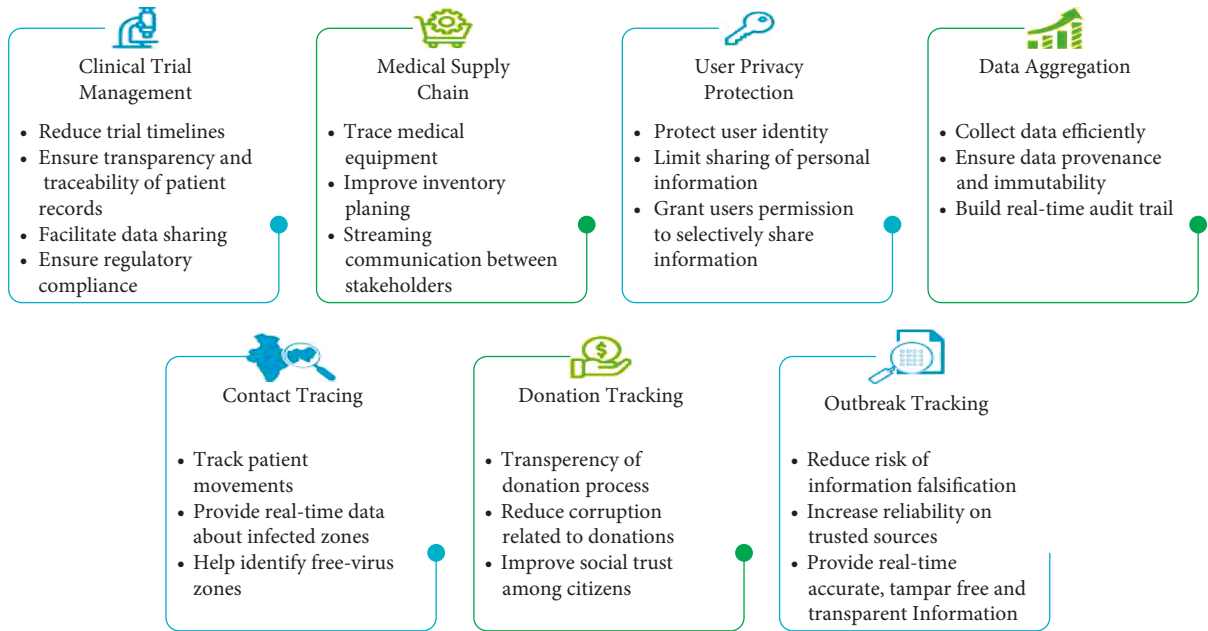 Clinical Trial
Management
• Reduce trial timelines
• Ensure transparency and
traceability of patient
records
• Facilitate data sharing
• Ensure regulatory
compliance
Medical Supply
Chain
• Trace medical
equipment
• Improve inventory
planing
• Streaming
communication between
stakeholders
User Privacy
Protection
• Protect user identity
• Limit sharing of personal
information
• Grant users permission
to selectively share
information
Data Aggregation
• Collect data efficiently
• Ensure data provenance
and immutability
• Build real-time audit trail
Contact Tracing
• Track patient
movements
• Provide real-time data
about infected zones
• Help identify free-virus
zones
$
Donation Tracking
• Transperency of
donation process
• Reduce corruption
related to donations
• Improve social trust
among citizens
Outbreak Tracking
• Reduce risk of
information falsification
• Increase reliability on
trusted sources
• Provide real-time
accurate, tampar free and
transparent Information